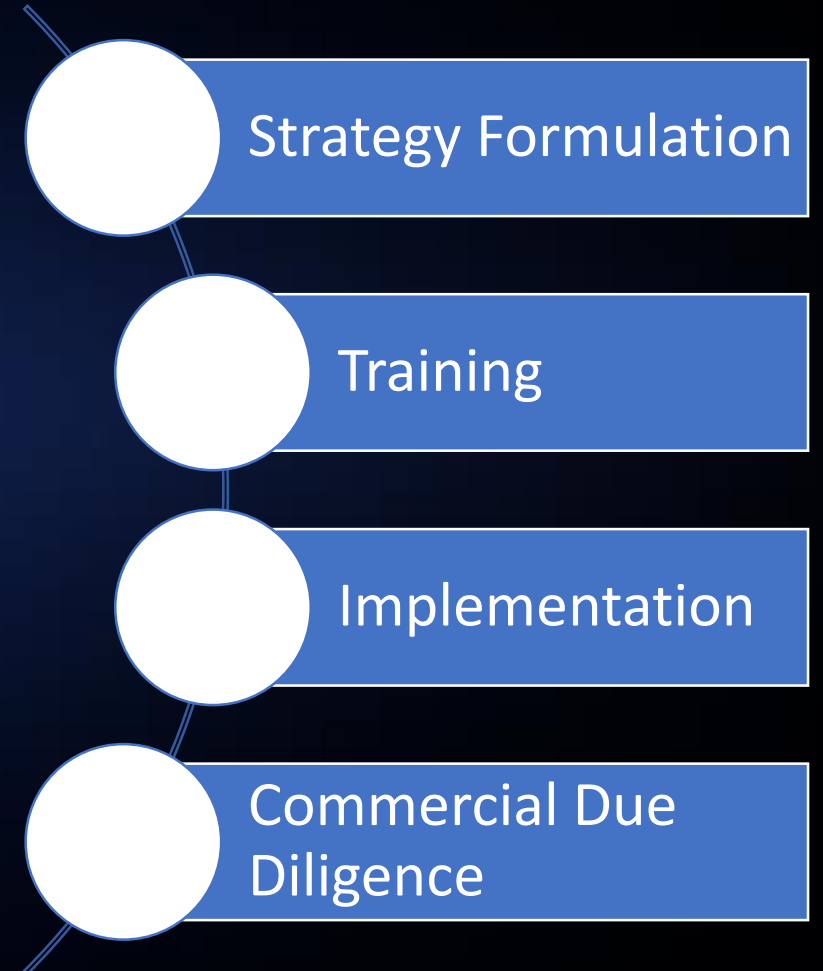 Strategy Formulation
Training
Implementation
Commercial Due
Diligence